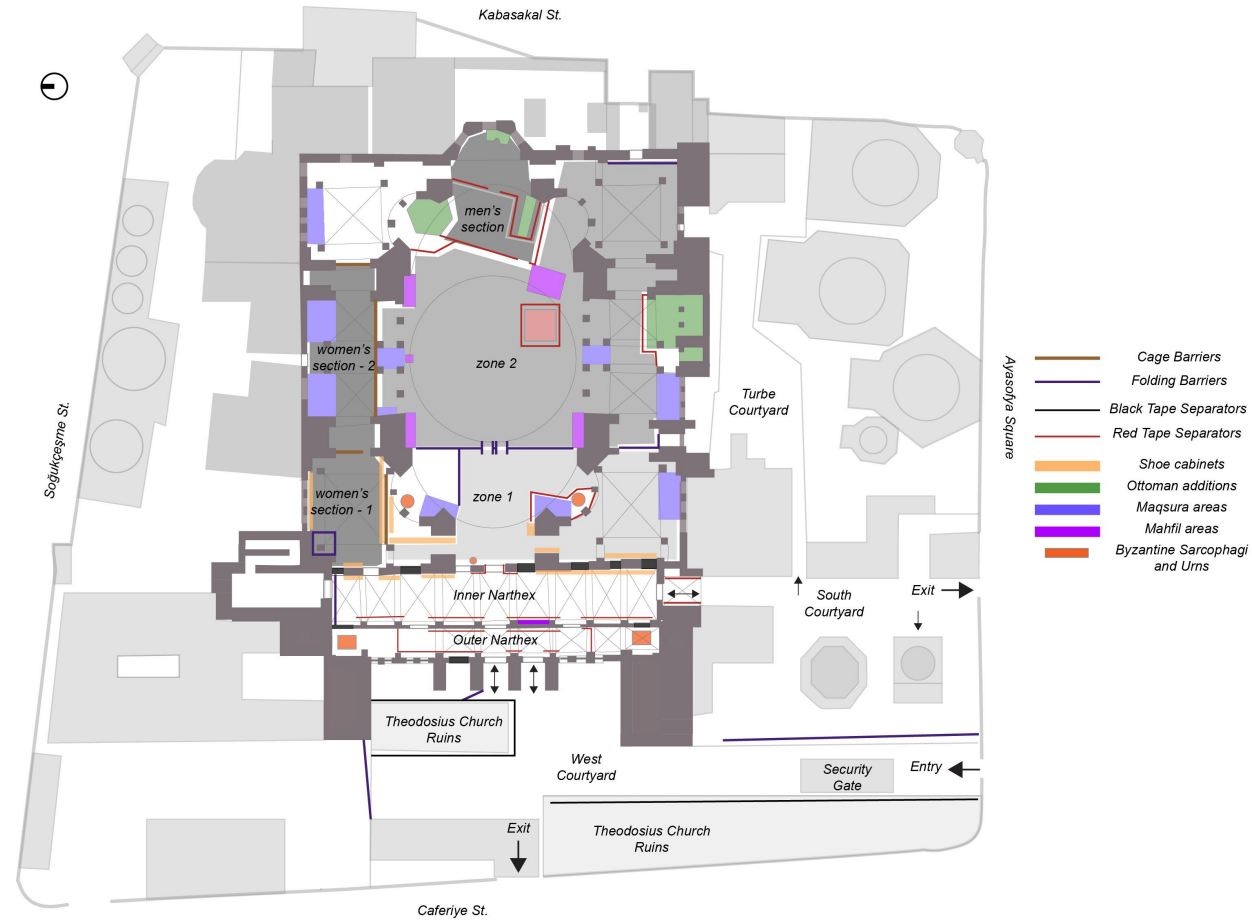 Kabasakal St.
men's
section
women's
section - 2
zone 2
Turbe
Courtyard
Ayasofya Square
Soğukçeşme St.
women's
section - 1
zone 1
Inner Narthex
Outer Narthex
South
Courtyard
Exit
Theodosius Church
Ruins
West
Courtyard
Security
Gate
Entry
Exit
Theodosius Church
Ruins
Caferiye St.
Cage Barriers
Folding Barriers
Black Tape Separators
Red Tape Separators
Shoe cabinets
Ottoman additions
Maqsura areas
Mahfil areas
Byzantine Sarcophagi
and Urns